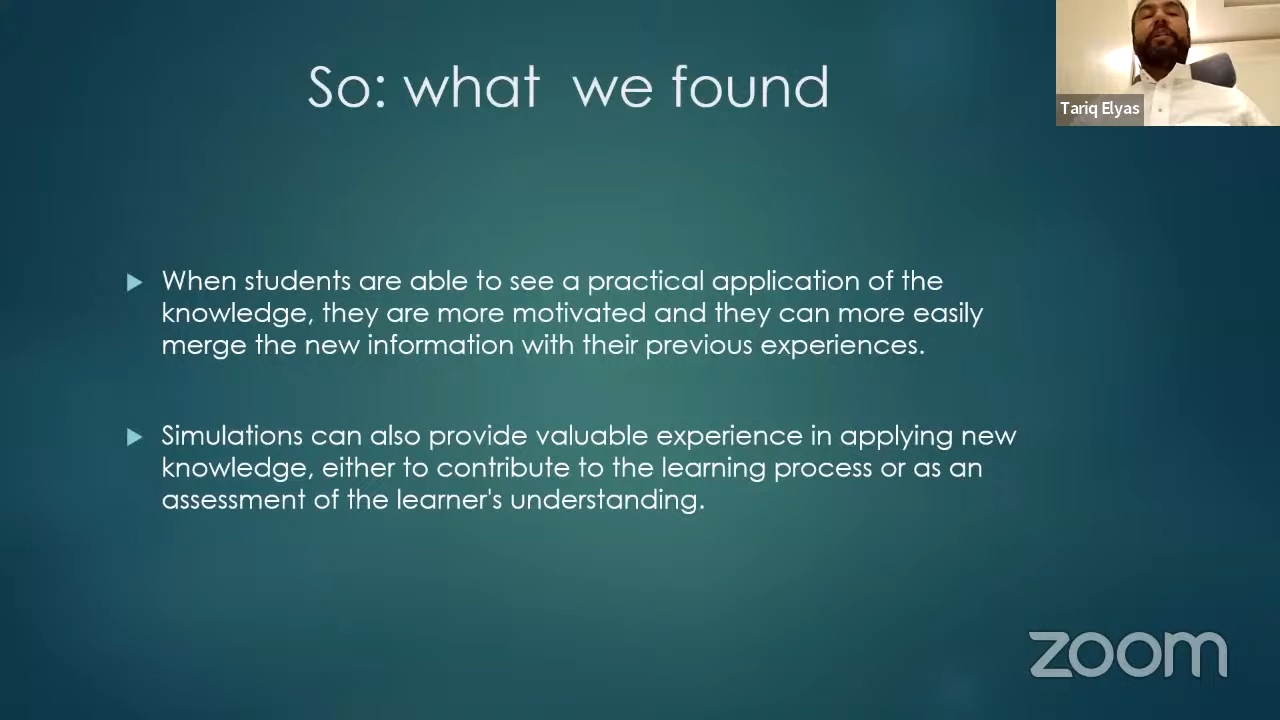 So: what we found
Tariq Elyas
When students are able to see a practical application of the
knowledge, they are more motivated and they can more easily
merge the new information with their previous experiences.
Simulations can also provide valuable experience in applying new
knowledge, either to contribute to the learning process or as an
assessment of the learner's understanding.
zoom